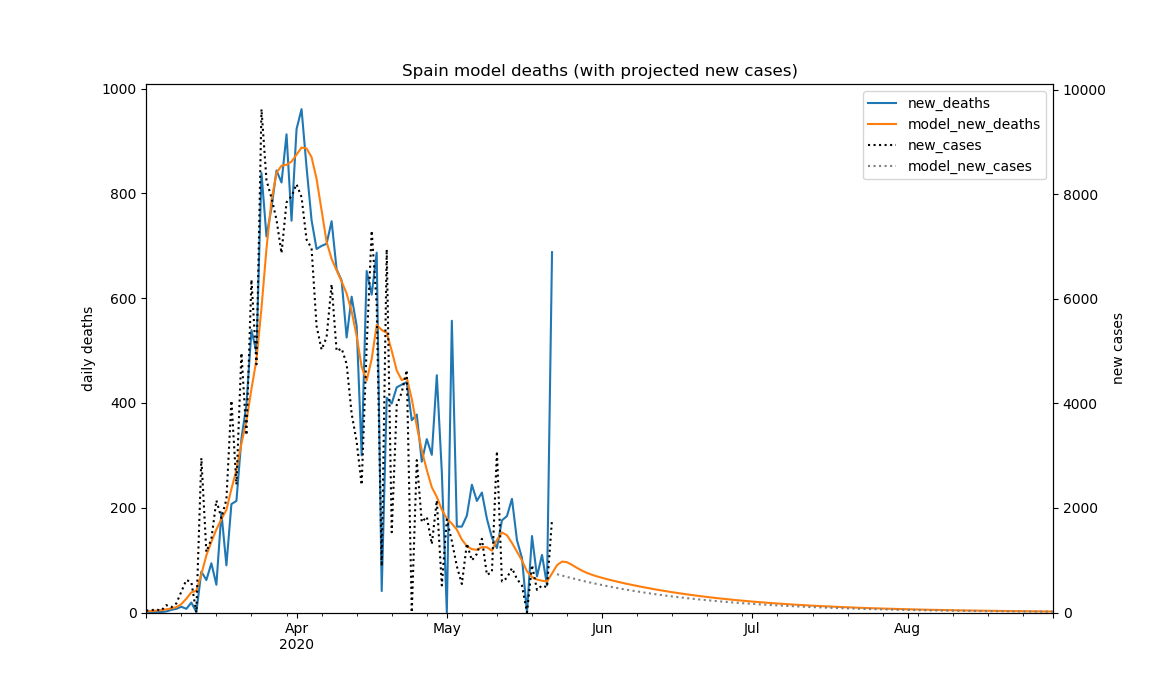 Spain model deaths (with projected new cases)
new_deaths
model_new_deaths
new_cases
model_new_cases
daily deaths
1000
800
600
400
200
0
new cases
10000
8000
6000
4000
2000
0
Apr
2020
May
Jun
Jul
Aug